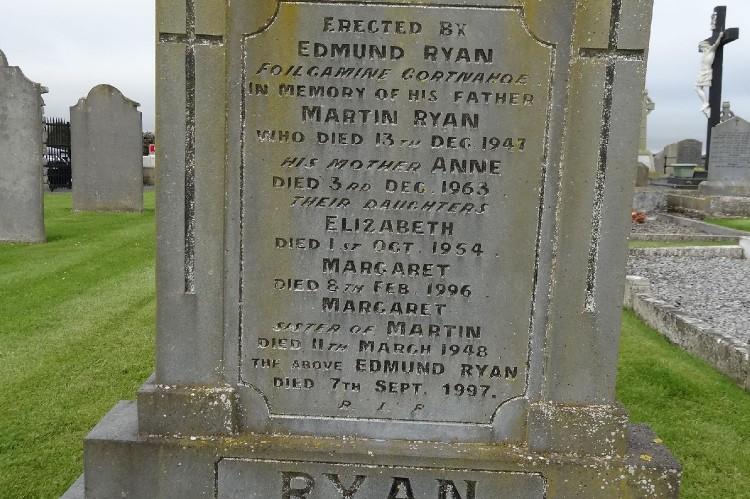 ERECTED BY
EDMUND RYAN
FOILGAMINE GORTNAHOE
IN MEMORY OF HIS FATHER
MARTIN RYAN
WHO DIED 13TH DEC. 1947
HIS MOTHER ANNE
DIED 3RD DEC. 1963
THEIR DAUGHTERS
ELIZABETH
DIED 1ST OCT. 1954
MARGARET
DIED 8TH FEB 1996
MARGARET
SISTER OF MARTIN
DIED 11TH MARCH 1948
THE ABOVE EDMUND RYAN
DIED 7TH SEPT. 1997.
R.I.P
RYAN